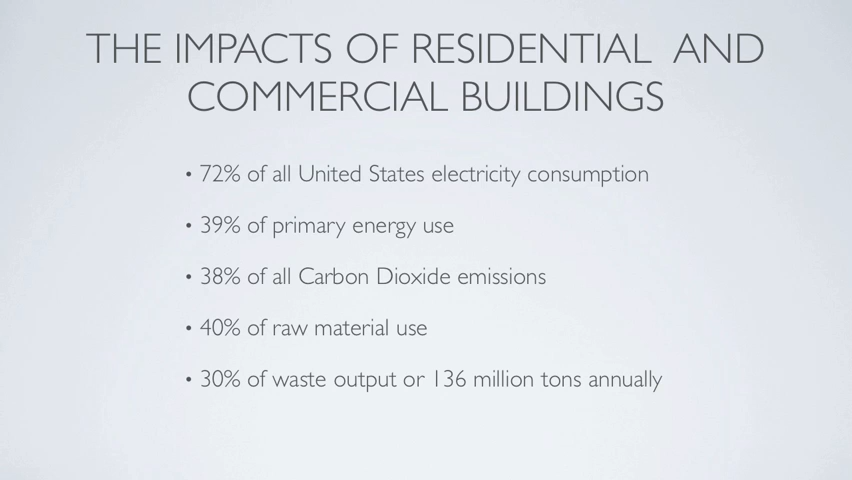 THE IMPACTS OF RESIDENTIAL AND
COMMERCIAL BUILDINGS
• 72% of all United States electricity consumption
• 39% of primary energy use
• 38% of all Carbon Dioxide emissions
• 40% of raw material use
• 30% of waste output or 136 million tons annually